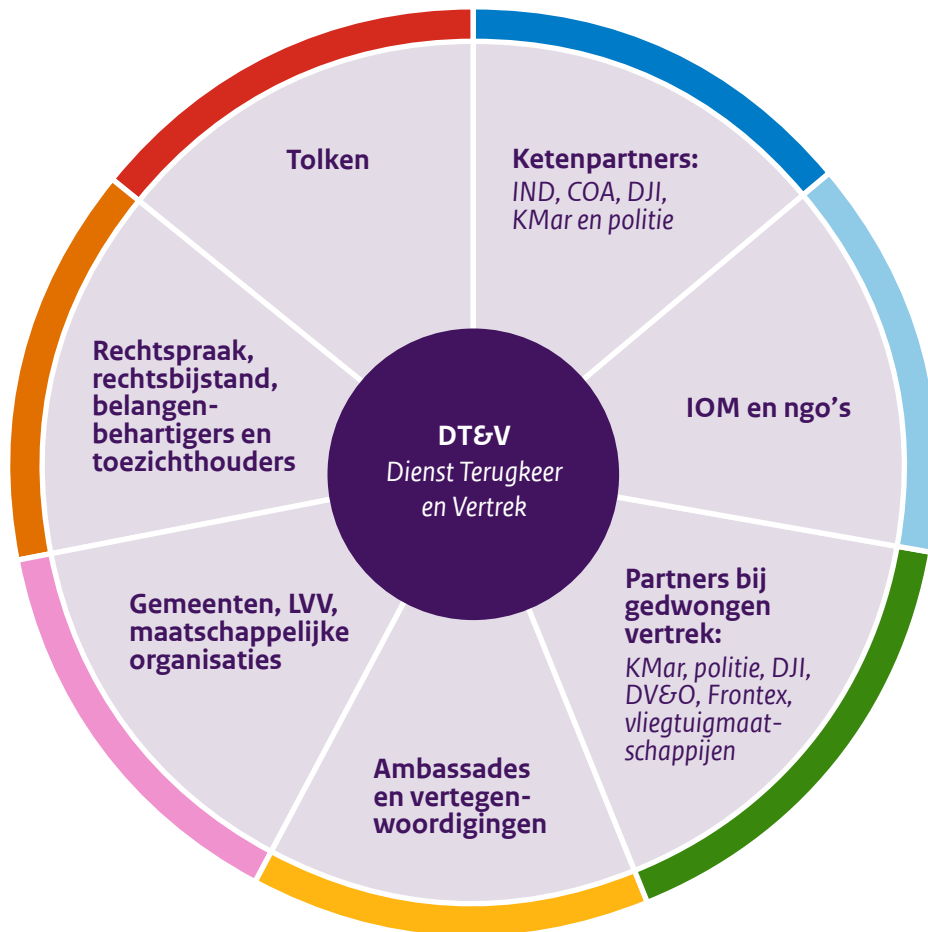 Tolken
Ketenpartners:
IND, COA, DJI,
KMar en politie
IOM en ngo's
Partners bij
gedwongen
vertrek:
KMar, politie, DJI,
DV&O, Frontex,
vliegtuigmaat-
schappijen
Ambassades
en vertegen-
woordigingen
Gemeenten, LVV,
maatschappelijke
organisaties
Rechtspraak,
rechtsbijstand,
belangen-
behartigers en
toezichthouders
DT&V
Dienst Terugkeer
en Vertrek